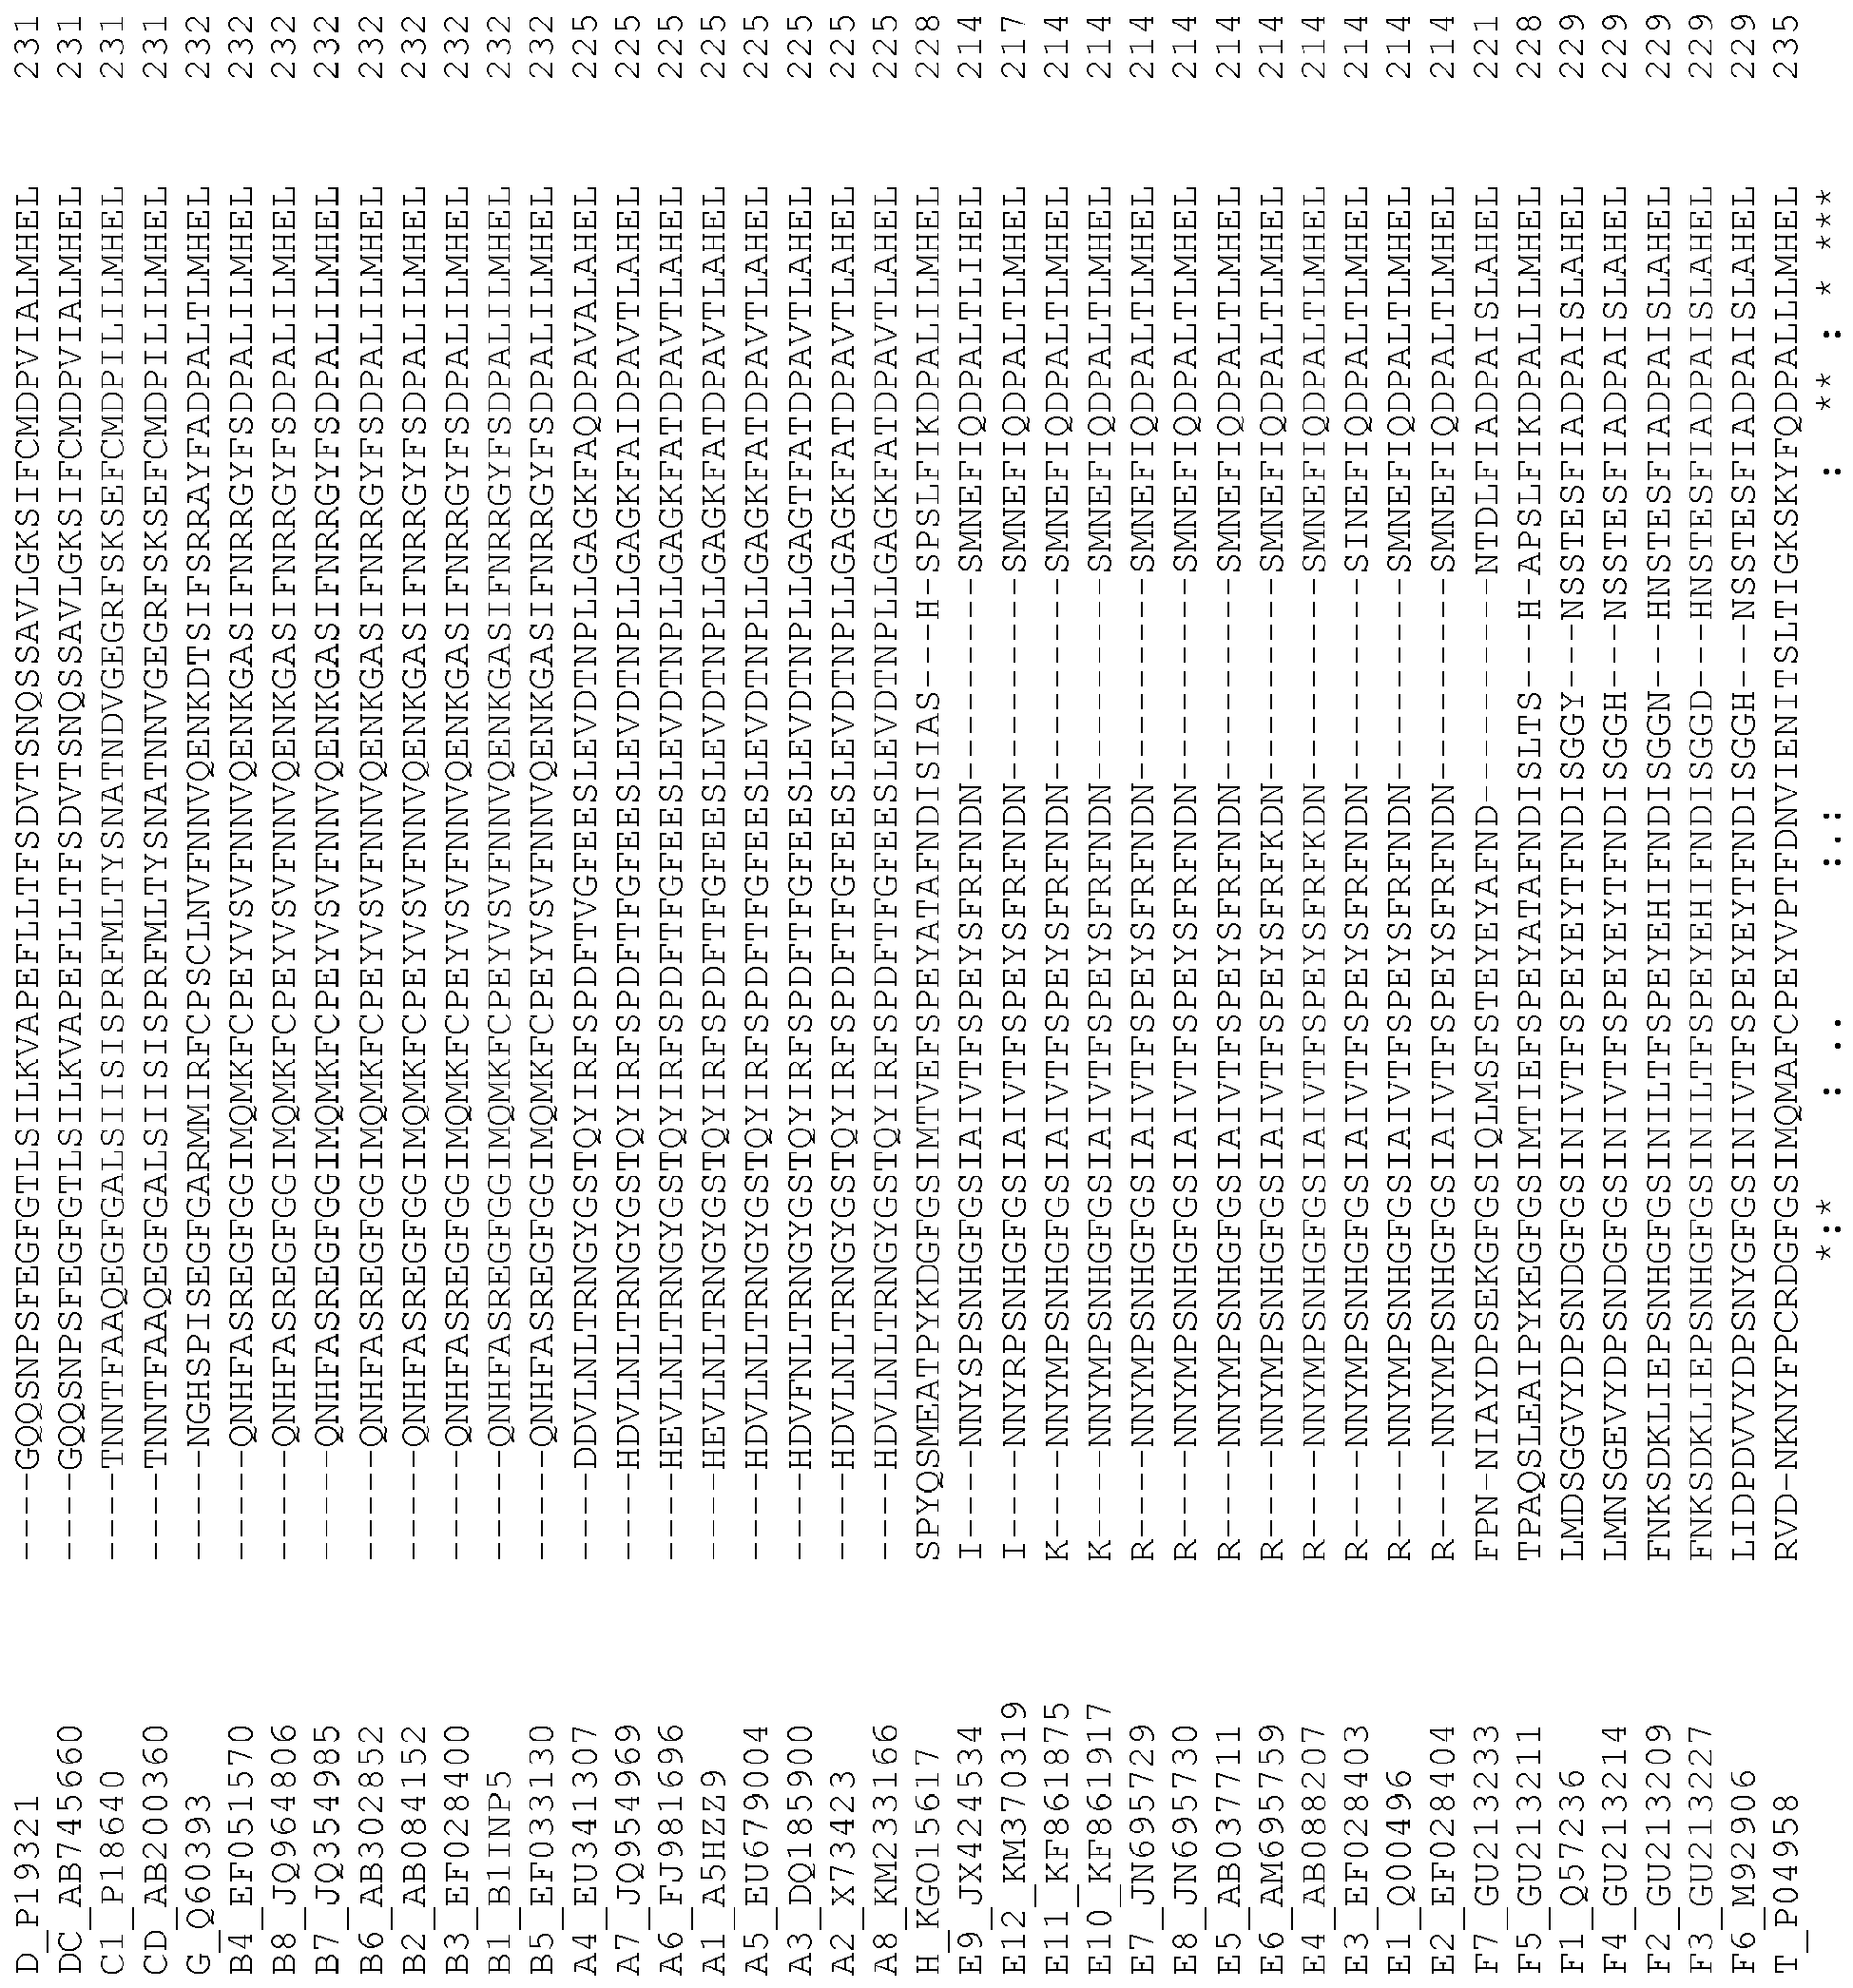 D_P19321 ----GQQSNPSFEGFGTLSILKVAPEFLLTFSDVTSNQSSAVLGKSIFCMDPVIALMHEL 231
DC_AB745660 ----GQQSNPSFEGFGTLSILKVAPEFLLTFSDVTSNQSSAVLGKSIFCMDPVIALMHEL 231
C1_P18640 ----TNNTFAAQEGFGALSIISISPRFMLTYSNATNDVGEGRFSKSEFCMDPILILMHEL 231
CD_AB200360 ----TNNTFAAQEGFGALSIISISPRFMLTYSNATNNVGEGRFSKSEFCMDPILILMHEL 231
G_Q60393 -----NGHSPISEGFGARMMIRFCPSCLNVFNNVQENKDTSIFSRRAYFADPALTLMHEL 232
B4_EF051570 -----QNHFASREGFGGIMQMKFCPEYVSVFNNVQENKGASIFNRRGYFSDPALILMHEL 232
B8_JQ964806 -----QNHFASREGFGGIMQMKFCPEYVSVFNNVQENKGASIFNRRGYFSDPALILMHEL 232
B7_JQ354985 -----QNHFASREGFGGIMQMKFCPEYVSVFNNVQENKGASIFNRRGYFSDPALILMHEL 232
B6_AB302852 -----QNHFASREGFGGIMQMKFCPEYVSVFNNVQENKGASIFNRRGYFSDPALILMHEL 232
B2_AB084152 -----QNHFASREGFGGIMQMKFCPEYVSVFNNVQENKGASIFNRRGYFSDPALILMHEL 232
B3_EF028400 -----QNHFASREGFGGIMQMKFCPEYVSVFNNVQENKGASIFNRRGYFSDPALILMHEL 232
B1_B1INP5 -----QNHFASREGFGGIMQMKFCPEYVSVFNNVQENKGASIFNRRGYFSDPALILMHEL 232
B5_EF033130 -----QNHFASREGFGGIMQMKFCPEYVSVFNNVQENKGASIFNRRGYFSDPALILMHEL 232
A4_EU341307 ----DDVLNLTRNGYGSTQYIRFSPDFTVGFEESLEVDTNPLLGAGKFAQDPAVALAHEL 225
A7_JQ954969 ----HDVLNLTRNGYGSTQYIRFSPDFTFGFEESLEVDTNPLLGAGKFAIDPAVTLAHEL 225
A6_FJ981696 ----HEVLNLTRNGYGSTQYIRFSPDFTFGFEESLEVDTNPLLGAGKFATDPAVTLAHEL 225
A1_A5HZZ9 ----HEVLNLTRNGYGSTQYIRFSPDFTFGFEESLEVDTNPLLGAGKFATDPAVTLAHEL 225
A5_EU679004 ----HDVLNLTRNGYGSTQYIRFSPDFTFGFEESLEVDTNPLLGAGKFATDPAVTLAHEL 225
A3_DQ185900 ----HDVFNLTRNGYGSTQYIRFSPDFTFGFEESLEVDTNPLLGAGTFATDPAVTLAHEL 225
A2_X73423 ----HDVLNLTRNGYGSTQYIRFSPDFTFGFEESLEVDTNPLLGAGKFATDPAVTLAHEL 225
A8_KM233166 ----HDVLNLTRNGYGSTQYIRFSPDFTFGFEESLEVDTNPLLGAGKFATDPAVTLAHEL 225
H_KGO15617 SPYQSMEATPYKDGFGSIMTVEFSPEYATAFNDISIAS---H-SPSLFIKDPALILMHEL 228
E9_JX424534 I----NNYSPSNHGFGSIAIVTFSPEYSFRFNDN---------SMNEFIQDPALTLIHEL 214
E12_KM370319 I----NNYRPSNHGFGSIAIVTFSPEYSFRFNDN---------SMNEFIQDPALTLMHEL 217
E11_KF861875 K----NNYMPSNHGFGSIAIVTFSPEYSFRFNDN---------SMNEFIQDPALTLMHEL 214
E10_KF861917 K----NNYMPSNHGFGSIAIVTFSPEYSFRFNDN---------SMNEFIQDPALTLMHEL 214
E7_JN695729 R----NNYMPSNHGFGSIAIVTFSPEYSFRFNDN---------SMNEFIQDPALTLMHEL 214
E8_JN695730 R----NNYMPSNHGFGSIAIVTFSPEYSFRFNDN---------SMNEFIQDPALTLMHEL 214
E5_AB037711 R----NNYMPSNHGFGSIAIVTFSPEYSFRFNDN---------SMNEFIQDPALTLMHEL 214
E6_AM695759 R----NNYMPSNHGFGSIAIVTFSPEYSFRFKDN---------SMNEFIQDPALTLMHEL 214
E4_AB088207 R----NNYMPSNHGFGSIAIVTFSPEYSFRFKDN---------SMNEFIQDPALTLMHEL 214
E3_EF028403 R----NNYMPSNHGFGSIAIVTFSPEYSFRFNDN---------SINEFIQDPALTLMHEL 214
E1_Q00496 R----NNYMPSNHGFGSIAIVTFSPEYSFRFNDN---------SMNEFIQDPALTLMHEL 214
E2_EF028404 R----NNYMPSNHGFGSIAIVTFSPEYSFRFNDN---------SMNEFIQDPALTLMHEL 214
F7_GU213233 FPN-NIAYDPSEKGFGSIQLMSFSTEYEYAFND----------NTDLFIADPAISLAHEL 221
F5_GU213211 TPAQSLEAIPYKEGFGSIMTIEFSPEYATAFNDISLTS---H-APSLFIKDPALILMHEL 228
F1_Q57236 LMDSGGVYDPSNDGFGSINIVTFSPEYEYTFNDISGGY---NSSTESFIADPAISLAHEL 229
F4_GU213214 LMNSGEVYDPSNDGFGSINIVTFSPEYEYTFNDISGGH---NSSTESFIADPAISLAHEL 229
F2_GU213209 FNKSDKLIEPSNHGFGSINILTFSPEYEHIFNDISGGN---HNSTESFIADPAISLAHEL 229
F3_GU213227 FNKSDKLIEPSNHGFGSINILTFSPEYEHIFNDISGGD---HNSTESFIADPAISLAHEL 229
F6_M92906 LIDPDVVYDPSNYGFGSINIVTFSPEYEYTFNDISGGH---NSSTESFIADPAISLAHEL 229
T_P04958 RVD-NKNYFPCRDGFGSIMQMAFCPEYVPTFDNVIENITSLTIGKSKYFQDPALLLMHEL 235
*:*    : ..      :.:              :  ** : * ***